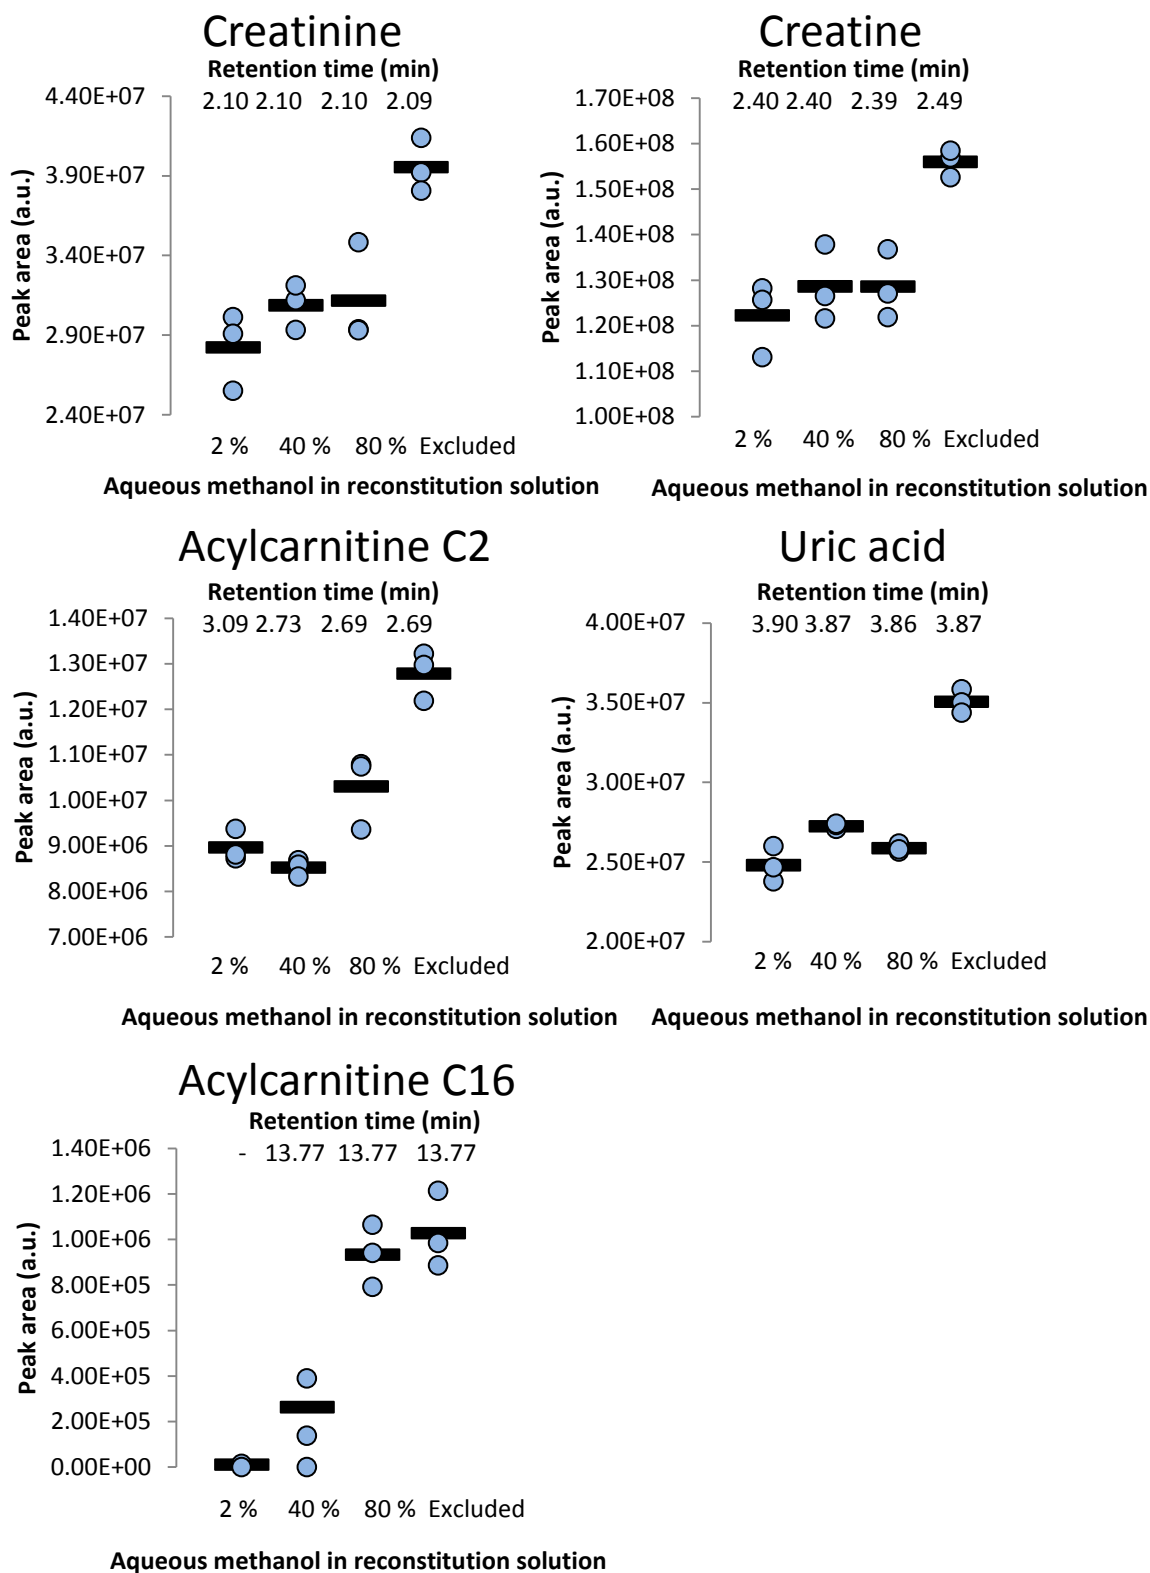 Creatinine
Retention time (min)
2.10 2.10 2.10 2.09
4.40E+07
3.90E+07
3.40E+07
2.90E+07
2.40E+07
Peak area (a.u.)
2 % 40 % 80 % Excluded
Aqueous methanol in reconstitution solution
Creatine
Retention time (min)
2.40 2.40 2.39 2.49
1.70E+08
1.60E+08
1.50E+08
1.40E+08
1.30E+08
1.20E+08
1.10E+08
1.00E+08
Peak area (a.u.)
2 % 40 % 80 % Excluded
Aqueous methanol in reconstitution solution
Acylcarnitine C2
Retention time (min)
3.09 2.73 2.69 2.69
1.40E+07
1.30E+07
1.20E+07
1.10E+07
1.00E+07
9.00E+06
8.00E+06
7.00E+06
Peak area (a.u.)
2 % 40 % 80 % Excluded
Aqueous methanol in reconstitution solution
Uric acid
Retention time (min)
3.90 3.87 3.86 3.87
4.00E+07
3.50E+07
3.00E+07
2.50E+07
2.00E+07
Peak area (a.u.)
2 % 40 % 80 % Excluded
Aqueous methanol in reconstitution solution
Acylcarnitine C16
Retention time (min)
- 13.77 13.77 13.77
1.40E+06
1.20E+06
1.00E+06
8.00E+05
6.00E+05
4.00E+05
2.00E+05
0.00E+00
Peak area (a.u.)
2 % 40 % 80 % Excluded
Aqueous methanol in reconstitution solution